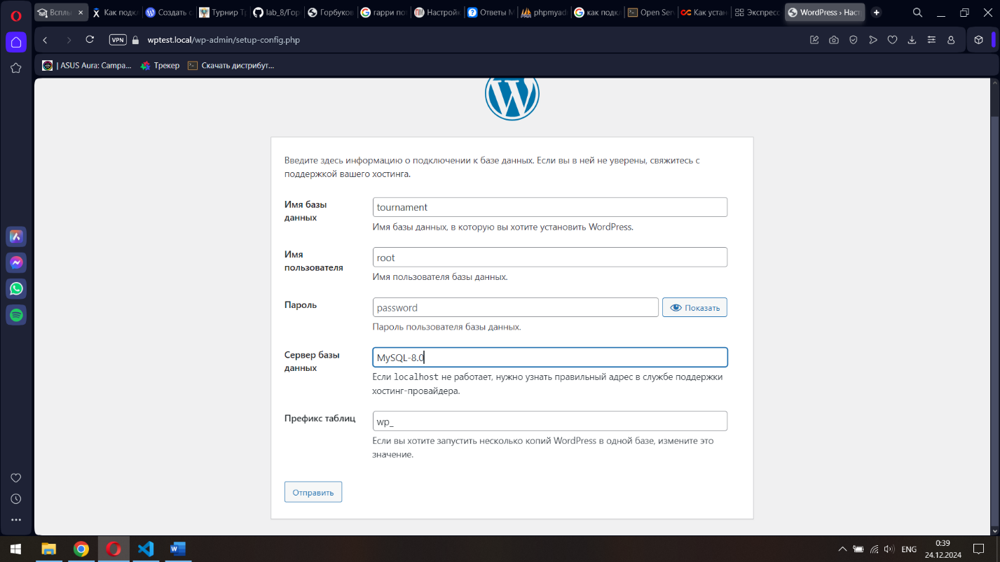 Всплы
Как подкл
Создать с
Турнир Тр
lab_8/Гор
Горбуков
гарри по
Настройк
Ответы М
phpmyad
как подкл
Open Serv
Как устан
Экспресс
WordPress › Наст
VPN
wptest.local/wp-admin/setup-config.php
| ASUS Aura: Campa...
Трекер
Скачать дистрибут...
Введите здесь информацию о подключении к базе данных. Если вы в ней не уверены, свяжитесь с
поддержкой вашего хостинга.
Имя базы
данных
tournament
Имя базы данных, в которую вы хотите установить WordPress.
Имя
пользователя
root
Имя пользователя базы данных.
Пароль
password
Показать
Пароль пользователя базы данных.
Сервер базы
данных
MySQL-8.0
Если localhost не работает, нужно узнать правильный адрес в службе поддержки
хостинг-провайдера.
Префикс таблиц
wp_
Если вы хотите запустить несколько копий WordPress в одной базе, измените это
значение.
Отправить
ENG
0:39
24.12.2024